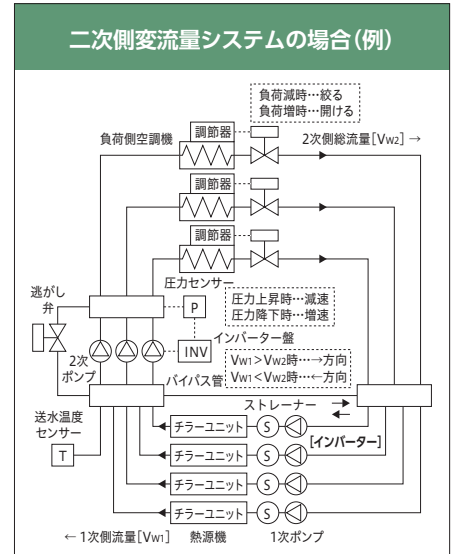 二次側変流量システムの場合(例)
負荷減時…絞る
負荷増時…開ける
負荷側空調機
調節器
2次側総流量[Vw2] →
調節器
調節器
圧力センサー
逃がし
弁
P
圧力上昇時…減速
圧力降下時…増速
INV
インバーター盤
2次
ポンプ
Vw1>Vw2時…→方向
Vw1<Vw2時…←方向
バイパス管
ストレーナー
送水温度
センサー
T
チラーユニット
S
[インバーター]
チラーユニット
S
チラーユニット
S
チラーユニット
S
← 1次側流量[Vw1]
熱源機
1次ポンプ